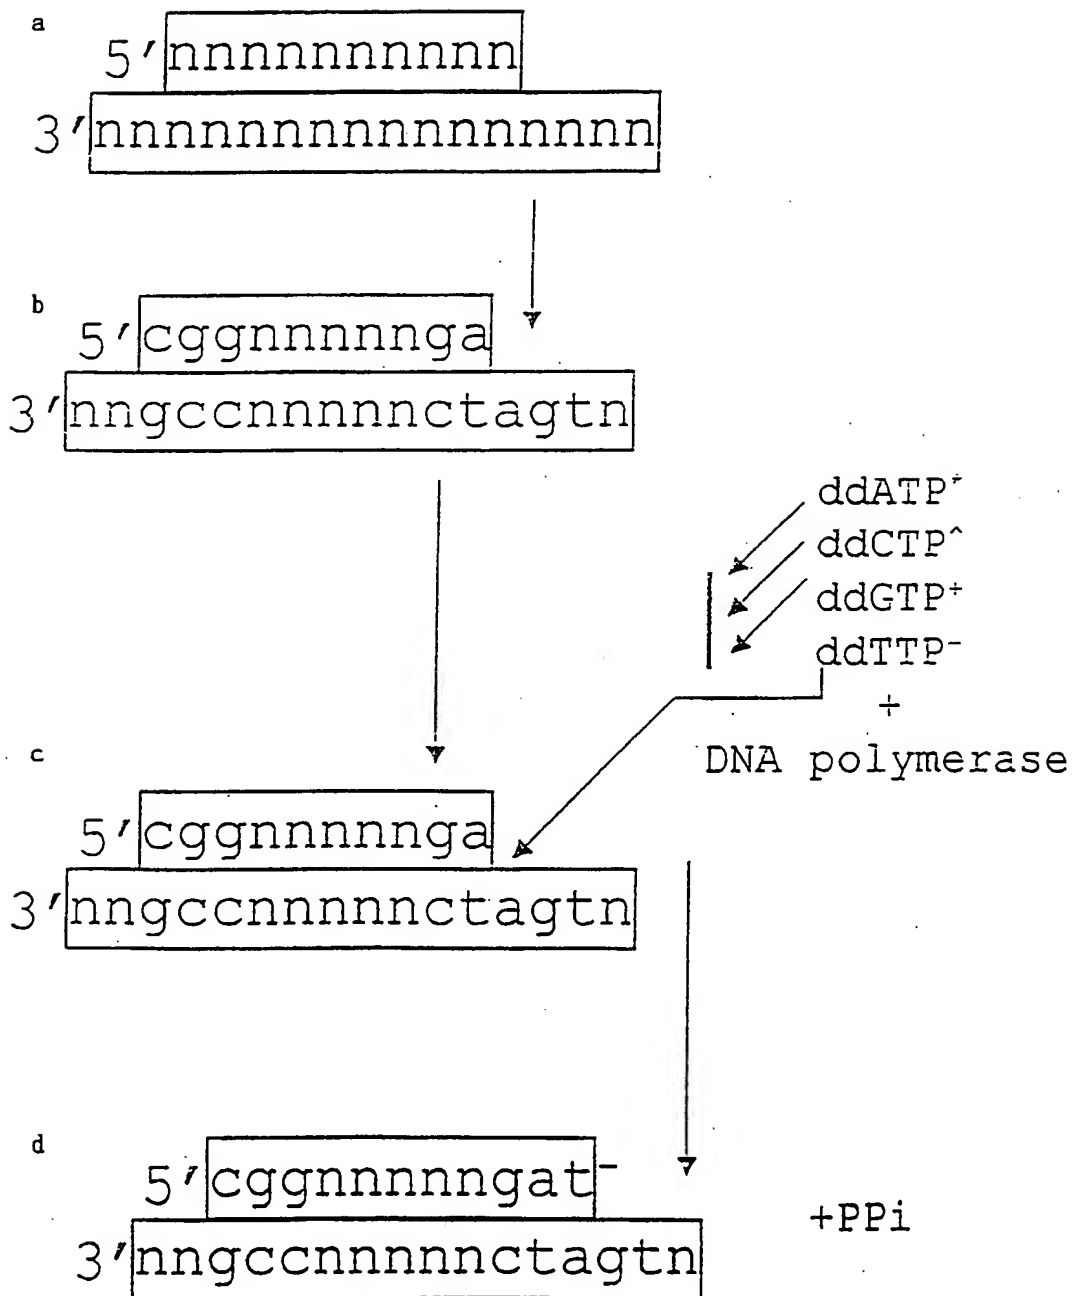 a
5'nnnnnnnnnn
3'nnnnnnnnnnnnnnnn
b
5'cggnnnnnga
3'nngccnnnnnctagtn
ddATP*
ddCTP^
ddGTP+
ddTTP-
+
DNA polymerase
c
5'cggnnnnnga
3'nngccnnnnnctagtn
d
5'cggnnnnngat-
3'nngccnnnnnctagtn
+PPi